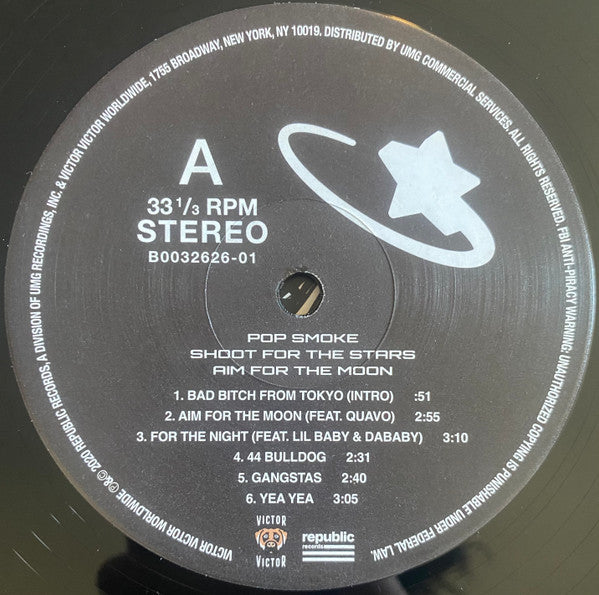 A
33 1/3 RPM
STEREO
B0032626-01
POP SMOKE
SHOOT FOR THE STARS
AIM FOR THE MOON
1. BAD BITCH FROM TOKYO (INTRO) :51
2. AIM FOR THE MOON (FEAT. QUAVO) 2:55
3. FOR THE NIGHT (FEAT. LIL BABY & DABABY) 3:10
4. 44 BULLDOG 2:31
5. GANGSTAS 2:40
6. YEA YEA 3:05
VICTOR
VICTOR
republic
records
VICTOR VICTOR WORLDWIDE ℗&© 2020 REPUBLIC RECORDS, A DIVISION OF UMG RECORDINGS, INC. & VICTOR VICTOR WORLDWIDE, 1755 BROADWAY, NEW YORK, NY 10019. DISTRIBUTED BY UMG COMMERCIAL SERVICES. ALL RIGHTS RESERVED. FBI ANTI-PIRACY WARNING: UNAUTHORIZED COPYING IS PUNISHABLE UNDER FEDERAL LAW.